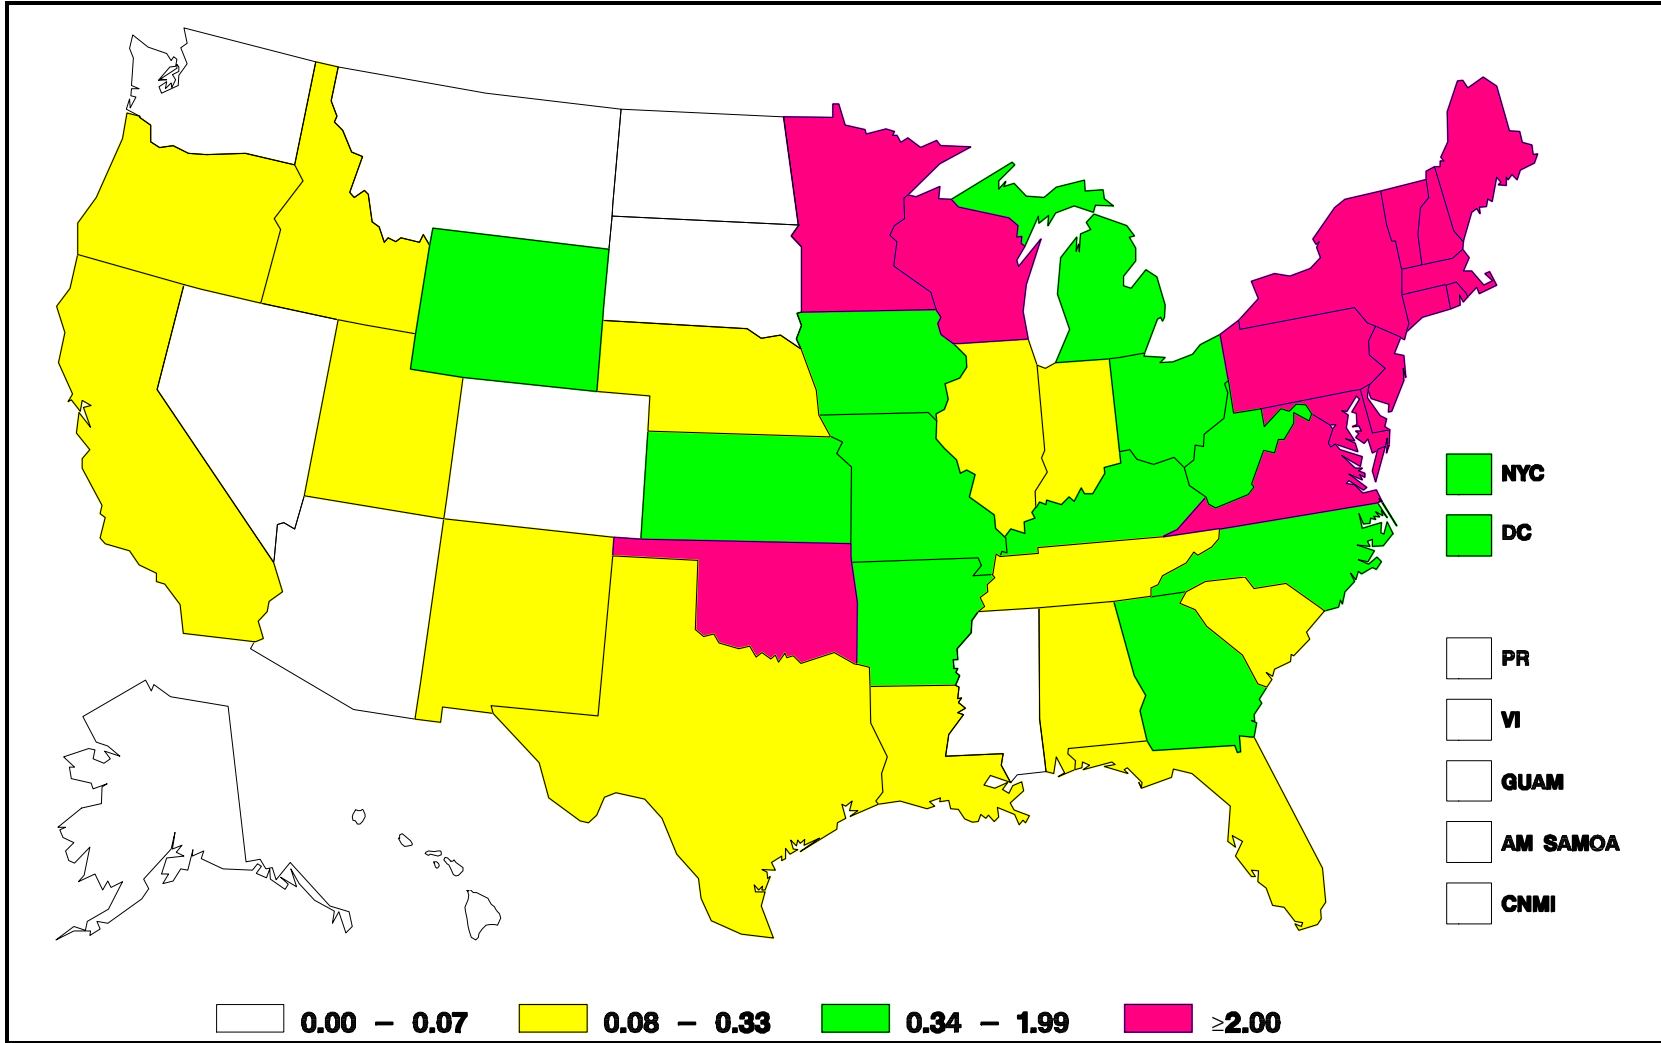 NYC
DC
PR
VI
GUAM
AM SAMOA
CNMI
0.00 – 0.07 0.08 – 0.33 0.34 – 1.99 ≥2.00